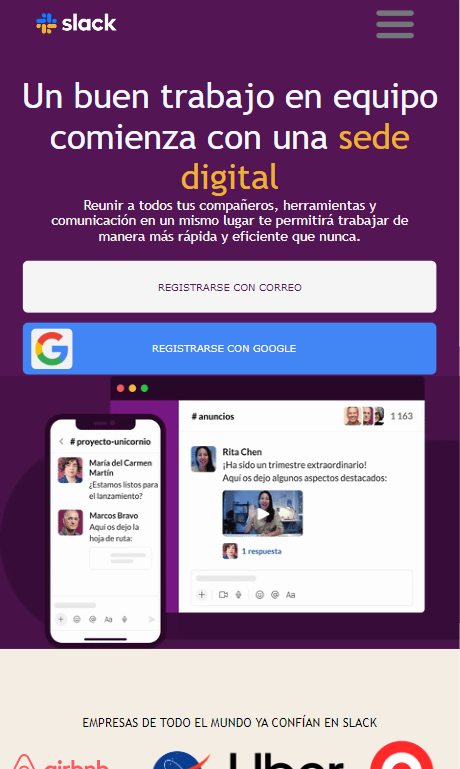 slack
Un buen trabajo en equipo
comienza con una sede
digital
Reunir a todos tus compañeros, herramientas y
comunicación en un mismo lugar te permitirá trabajar de
manera más rápida y eficiente que nunca.
REGISTRARSE CON CORREO
REGISTRARSE CON GOOGLE
# anuncios
1 163
Rita Chen
¡Ha sido un trimestre extraordinario!
Aquí os dejo algunos aspectos destacados:
1 respuesta
Aa
# proyecto-unicornio
María del Carmen
Martín
¿Estamos listos para
el lanzamiento?
Marcos Bravo
Aquí os dejo la
hoja de ruta:
Aa
EMPRESAS DE TODO EL MUNDO YA CONFÍAN EN SLACK
airbnb
Uber